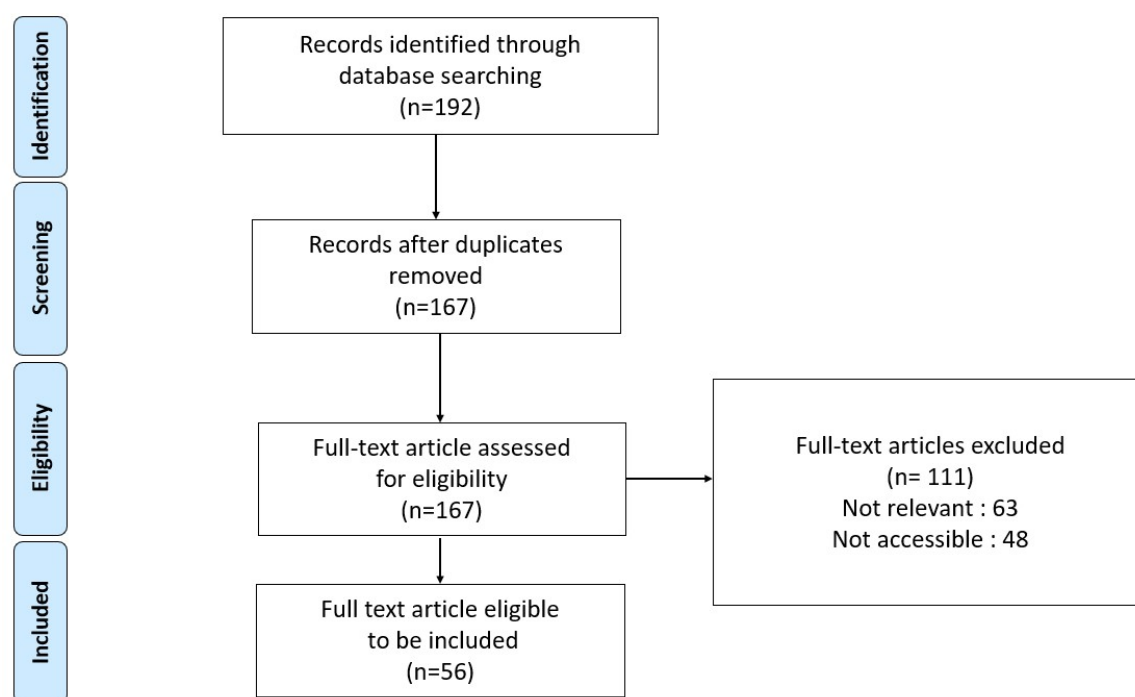 Identification
Records identified through
database searching
(n=192)
Screening
Records after duplicates
removed
(n=167)
Eligibility
Full-text article assessed
for eligibility
(n=167)
Full-text articles excluded
(n= 111)
Not relevant : 63
Not accessible : 48
Included
Full text article eligible
to be included
(n=56)